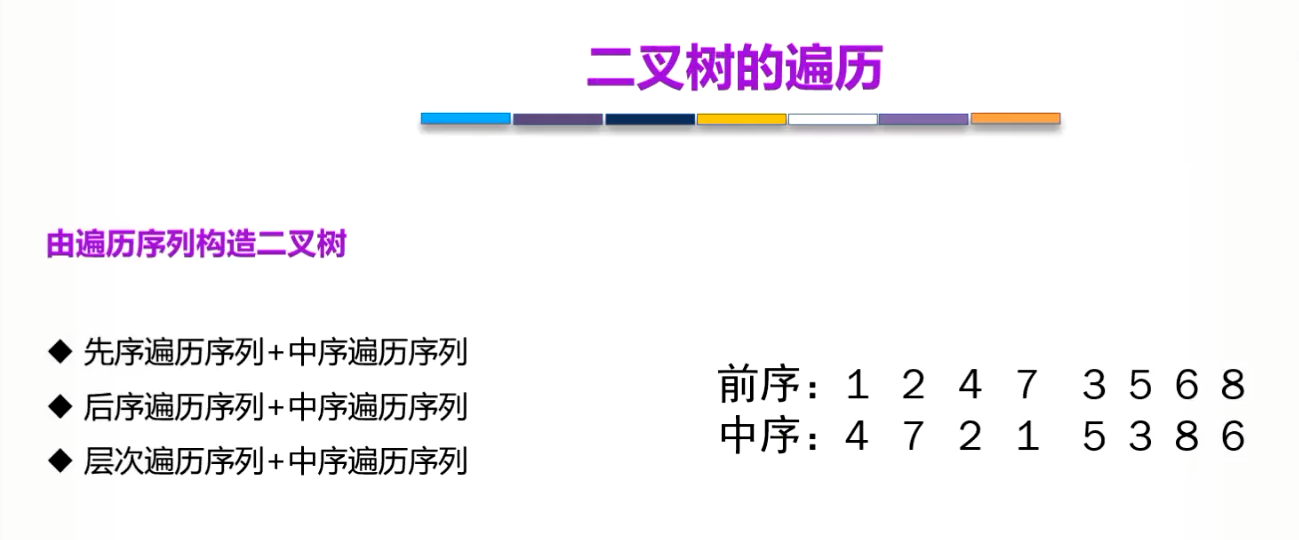 二叉树的遍历
由遍历序列构造二叉树
◆ 先序遍历序列+中序遍历序列
◆ 后序遍历序列+中序遍历序列
◆ 层次遍历序列+中序遍历序列
前序：1 2 4 7 3 5 6 8
中序：4 7 2 1 5 3 8 6